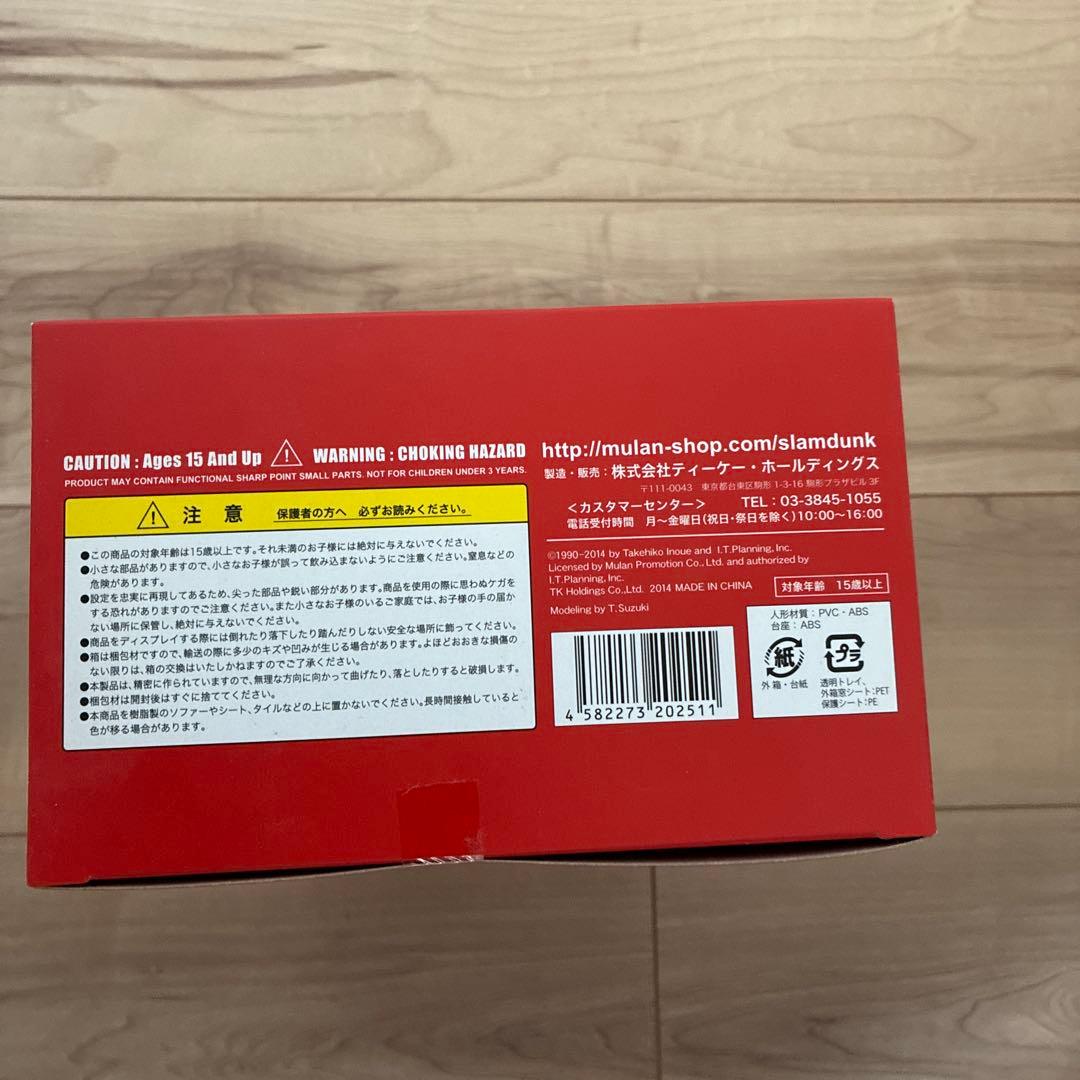 CAUTION : Ages 15 And Up WARNING : CHOKING HAZARD
PRODUCT MAY CONTAIN FUNCTIONAL SHARP POINT SMALL PARTS. NOT FOR CHILDREN UNDER 3 YEARS.
注意 保護者の方へ 必ずお読みください。
●この商品の対象年齢は15歳以上です。それ未満のお子様には絶対に与えないでください。
●小さな部品がありますので、小さなお子様が誤って飲み込まないようにご注意ください。窒息などの
危険があります。
●設定を忠実に再現してあるため、尖った部品や鋭い部分があります。商品を使用の際に思わぬケガを
する恐れがありますのでご注意ください。また小さなお子様のいるご家庭では、お子様の手の届か
ない場所に保管し、絶対に与えないでください。
●商品をディスプレイする際には倒れたり落下したり踏んだりしない安全な場所に飾ってください。
●箱は梱包材ですので、輸送の際に多少のキズや凹みが生じる場合があります。よほどおおきな損傷の
ない限りは、箱の交換はいたしかねますのでご了承ください。
●本製品は、精密に作られていますので、無理な方向に向かって曲げたり、落としたりすると破損します。
●梱包材は開封後はすぐに捨ててください。
●本商品を樹脂製のソファーやシート、タイルなどの上に置かないでください。長時間接触していると
色が移る場合があります。
http://mulan-shop.com/slamdunk
製造・販売：株式会社ティーケー・ホールディングス
〒111-0043 東京都台東区駒形 1-3-16 駒形プラザビル 3F
＜カスタマーセンター＞ TEL：03-3845-1055
電話受付時間 月～金曜日(祝日・祭日を除く)10:00～16:00
©1990-2014 by Takehiko Inoue and I.T.Planning, Inc.
Licensed by Mulan Promotion Co., Ltd. and authorized by
I.T.Planning, Inc.
TK Holdings Co.,Ltd. 2014 MADE IN CHINA
対象年齢 15歳以上
Modeling by T. Suzuki
4 582273 202511
人形材質：PVC・ABS
台座：ABS
紙
外箱・台紙
プラ
透明トレイ、
外箱窓シート：PET
保護シート：PE